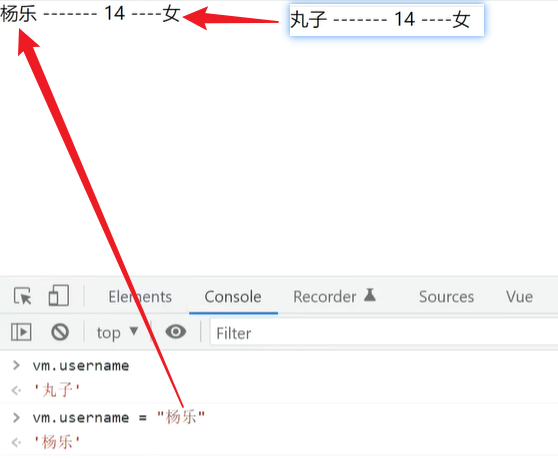 杨乐 ------- 14 ----女
丸子 ------- 14 ----女
Elements Console Recorder Sources Vue
top Filter
> vm.username
'丸子'
> vm.username = "杨乐"
'杨乐'